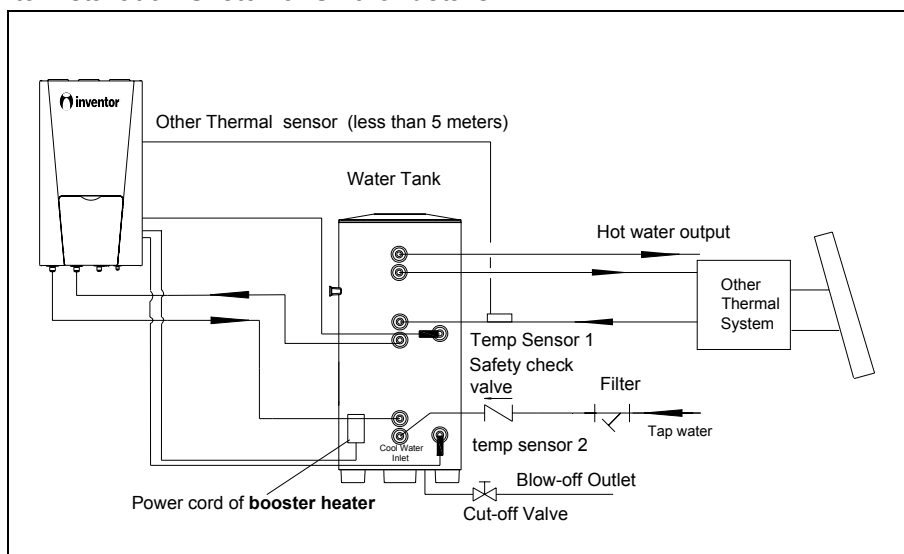 inventor
Other Thermal sensor (less than 5 meters)
Water Tank
Hot water output
Other
Thermal
System
Temp Sensor 1
Safety check
valve
Filter
Tap water
temp sensor 2
Cool Water
Inlet
Blow-off Outlet
Power cord of booster heater
Cut-off Valve